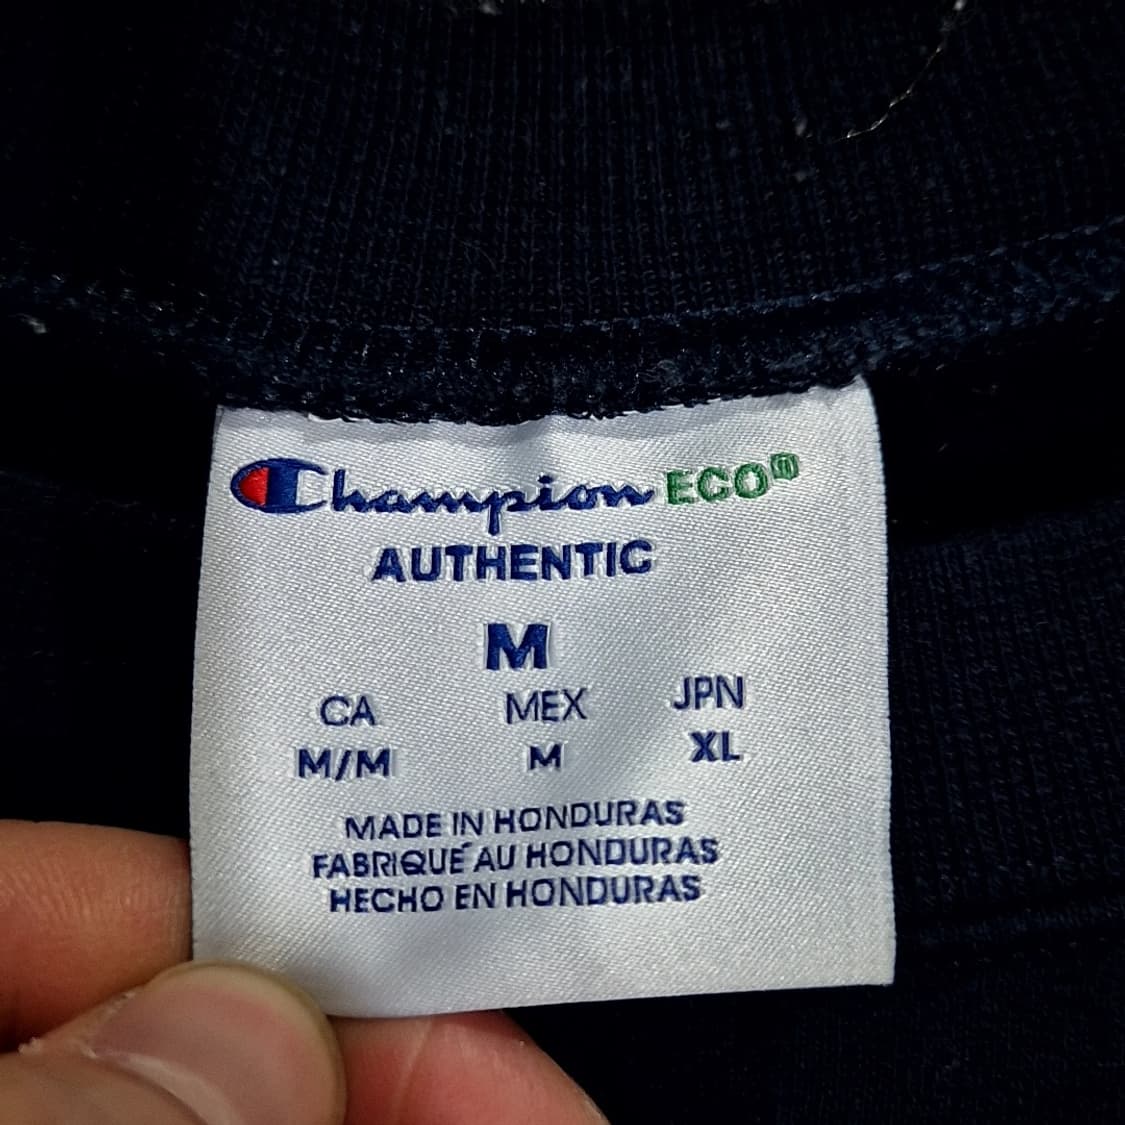 Champion ECO®
AUTHENTIC
M
CA MEX JPN
M/M M XL
MADE IN HONDURAS
FABRIQUÉ AU HONDURAS
HECHO EN HONDURAS